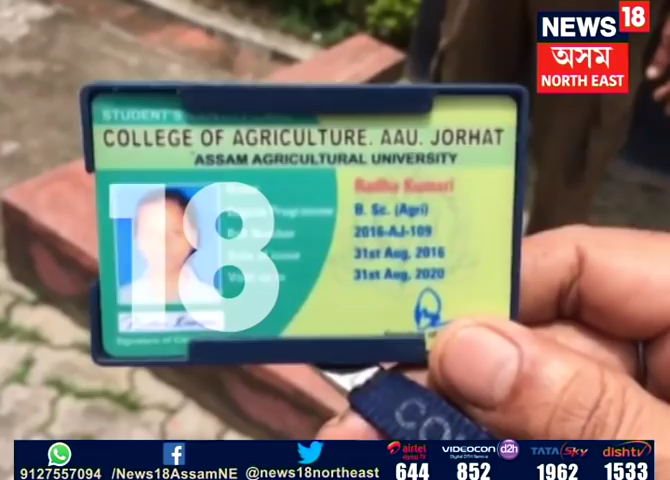 NEWS 18
অসম
NORTH EAST
STUDENT'S
COLLEGE OF AGRICULTURE. AAU. JORHAT
ASSAM AGRICULTURAL UNIVERSITY
Radha Kumari
B. Sc. (Agri)
2016-AJ-109
31st Aug, 2016
31st Aug, 2020
18
9127557094 /News18AssamNE @news18northeast
airtel digital TV 644
VIDEOCON d2h 852
TATA Sky 1962
dishtv 1533